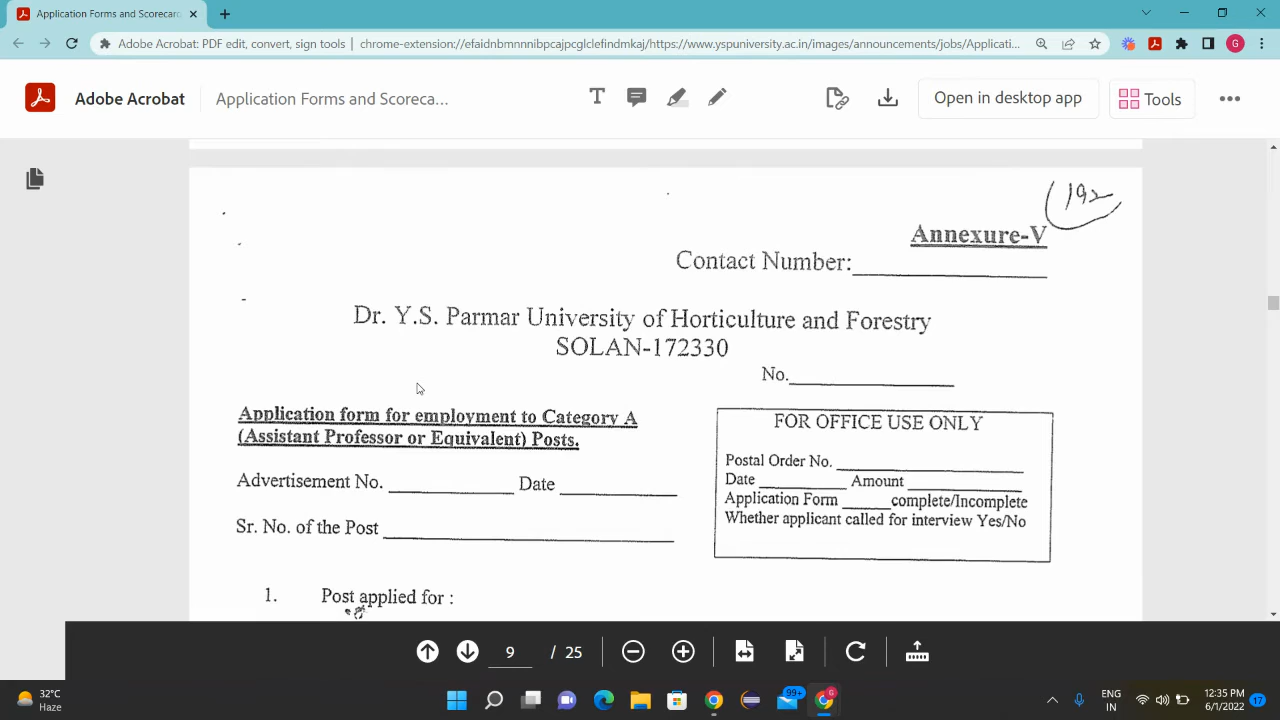 Application Forms and Scorecar
Adobe Acrobat: PDF edit, convert, sign tools | chrome-extension://efaidnbmnnnibpcajpcglclefindmkaj/https://www.yspuniversity.ac.in/images/announcements/jobs/Applicati...
G
Adobe Acrobat
Application Forms and Scoreca...
Open in desktop app
Tools
192
Annexure-V
Contact Number:
Dr. Y.S. Parmar University of Horticulture and Forestry
SOLAN-172330
No.
Application form for employment to Category A
(Assistant Professor or Equivalent) Posts.
Advertisement No. Date
Sr. No. of the Post
FOR OFFICE USE ONLY
Postal Order No.
Date Amount
Application Form complete/Incomplete
Whether applicant called for interview Yes/No
1. Post applied for :
9 / 25
32°C
Haze
99+
G
ENG
IN
12:35 PM
6/1/2022
17